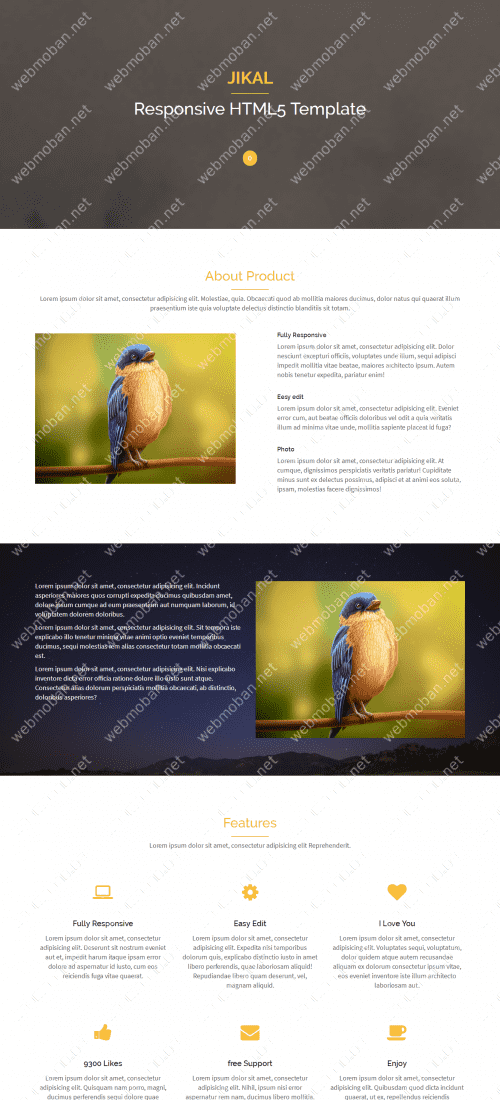 JIKAL
Responsive HTML5 Template
About Product
Lorem ipsum dolor sit amet, consectetur adipisicing elit. Molestiae, quia. Obcaecati quod ab mollitia maiores ducimus, dolor natus qui quaerat illum
praesentium iste quia voluptate delectus distinctio blanditiis sit totam.
Fully Responsive
Lorem ipsum dolor sit amet, consectetur adipisicing elit. Dolor
nesciunt excepturi officiis, voluptates unde illum, sequi adipisci
impedit mollitia vitae beatae, maiores architecto ipsum. Autem
nobis tenetur expedita, pariatur enim!
Easy edit
Lorem ipsum dolor sit amet, consectetur adipisicing elit. Eveniet
error cum, aut beatae officiis doloribus vel odit a quia veritatis
illum ad minima vitae unde, mollitia sapiente placeat id fuga?
Photo
Lorem ipsum dolor sit amet, consectetur adipisicing elit. At
cumque, dignissimos perspiciatis veritatis pariatur! Cupiditate
minus sunt ex delectus possimus, adipisci et at animi eos soluta,
ipsam, molestias facere dignissimos!
Lorem ipsum dolor sit amet, consectetur adipisicing elit. Incidunt
asperiores maiores quos corrupti expedita ducimus quibusdam amet,
dolore ipsum cumque ad eum praesentium aut numquam laborum, id
voluptatem dolorem doloribus.
Lorem ipsum dolor sit amet, consectetur adipisicing elit. Sit tempora iste
explicabo illo tenetur minima vitae animi optio eveniet temporibus
ducimus, sequi molestias rem alias consectetur totam mollitia obcaecati
est.
Lorem ipsum dolor sit amet, consectetur adipisicing elit. Nisi explicabo
inventore dicta error officia ratione dolore illo iusto sunt atque.
Consectetur alias dolorum perspiciatis mollitia obcaecati, ab distinctio,
doloribus asperiores?
Features
Lorem ipsum dolor sit amet, consectetur adipisicing elit Reprehenderit.
Fully Responsive
Lorem ipsum dolor sit amet, consectetur
adipisicing elit. Deserunt sit nostrum eveniet
aut et, impedit harum itaque ipsam error
dolore ad aspernatur id iusto, cum eos
reiciendis fuga vitae quaerat.
Easy Edit
Lorem ipsum dolor sit amet, consectetur
adipisicing elit. Expedita nisi temporibus
dolorum quis, explicabo distinctio iusto in amet
libero perferendis, quae laboriosam aliquid!
Repudiandae libero quam deserunt, vel,
magnam aliquid.
I Love You
Lorem ipsum dolor sit amet, consectetur
adipisicing elit. Voluptates sequi, voluptatum,
dolor quidem atque autem recusandae
aliquam ex dolorum consectetur ipsum vitae,
eos eveniet inventore iste illum architecto
laboriosam aut.
9300 Likes
Lorem ipsum dolor sit amet, consectetur
adipisicing elit. Quisquam nam porro, magni,
ducimus perferendis sequi dolore quae
free Support
Lorem ipsum dolor sit amet, consectetur
adipisicing elit. Nihil, ipsum nisi error
aspernatur debitis iusto libero mollitis.
Enjoy
Lorem ipsum dolor sit amet, consectetur
adipisicing elit. Quibusdam quod dicta incidunt
quaerat ut ex, repellendus reiciendis
webmoban.net